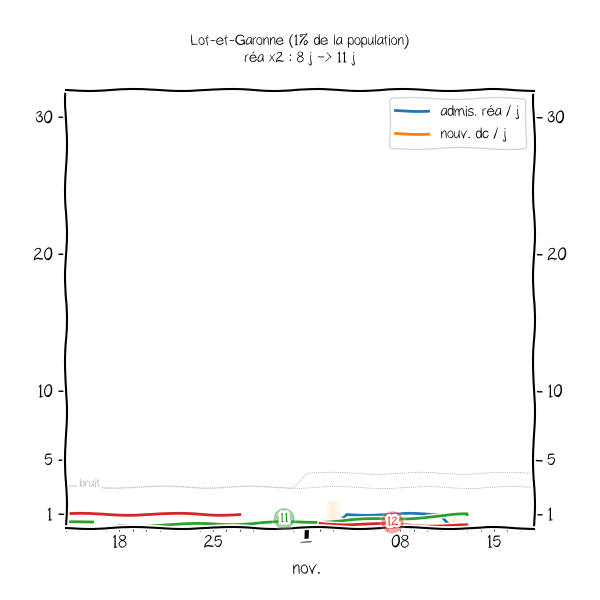 Lot-et-Garonne (1% de la population)
réa x2 : 8 j -> 11 j
admis. réa / j
nouv. dc / j
30
30
20
20
10
10
5
5
bruit
1
1
11
12
18
25
1
08
15
nov.